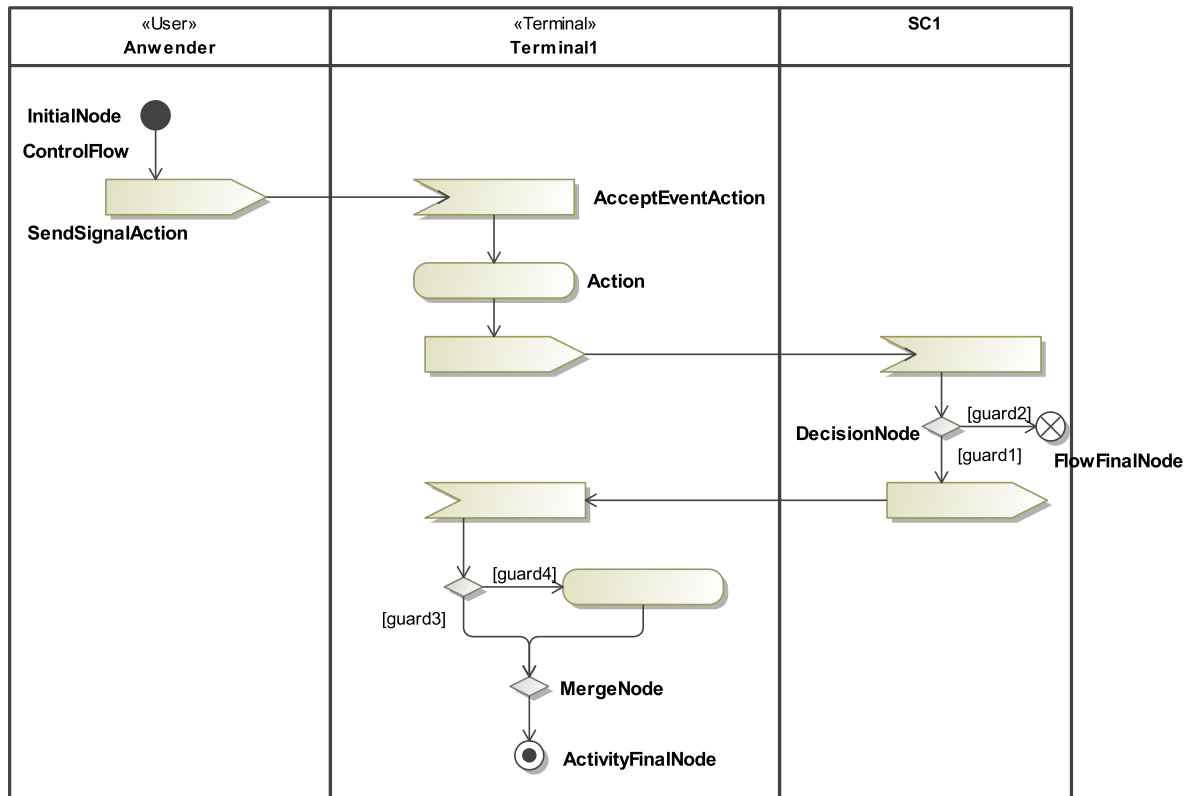 «User»
Anwender
«Terminal»
Terminal1
SC1
InitialNode
ControlFlow
SendSignalAction
AcceptEventAction
Action
DecisionNode
[guard2]
[guard1]
FlowFinalNode
[guard4]
[guard3]
MergeNode
ActivityFinalNode